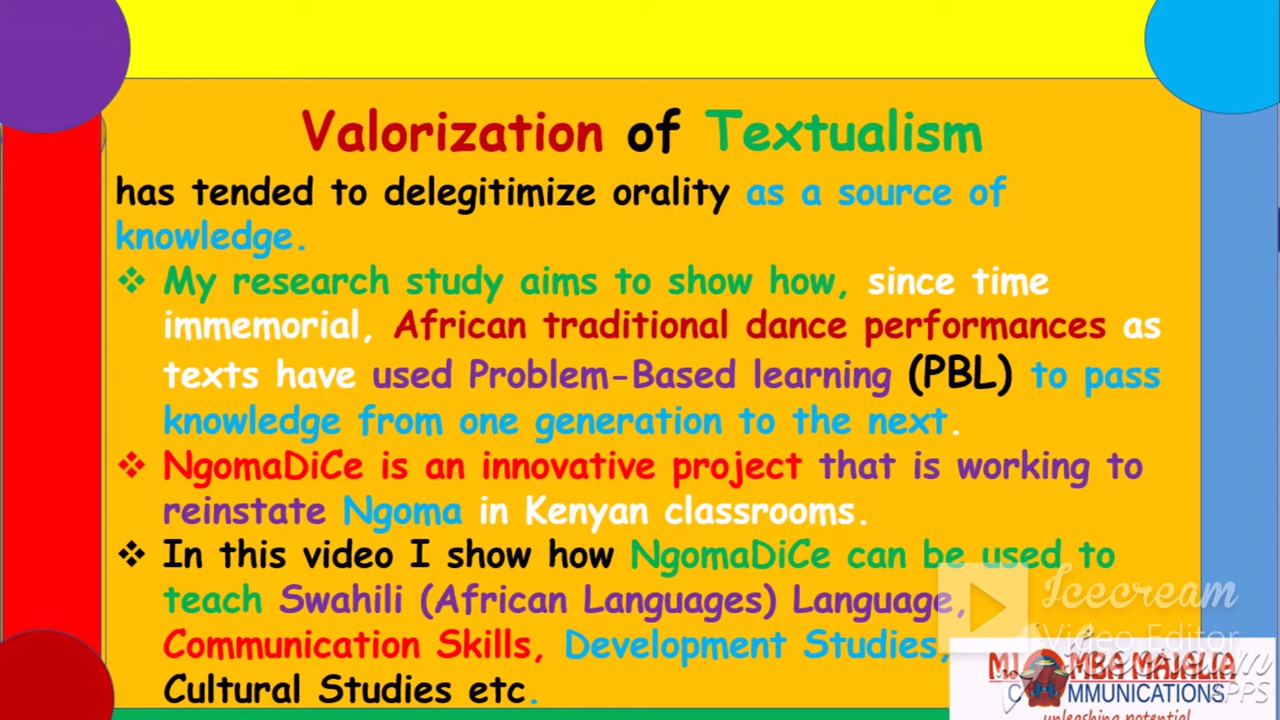 Valorization of Textualism
has tended to delegitimize orality as a source of
knowledge.
❖ My research study aims to show how, since time
immemorial, African traditional dance performances as
texts have used Problem-Based learning (PBL) to pass
knowledge from one generation to the next.
❖ NgomaDiCe is an innovative project that is working to
reinstate Ngoma in Kenyan classrooms.
❖ In this video I show how NgomaDiCe can be used to
teach Swahili (African Languages) Language,
Communication Skills, Development Studies,
Cultural Studies etc.
Icecream
Video Editor
Icecream
APPS
MAJALIA
COMMUNICATIONS
unleashing potential